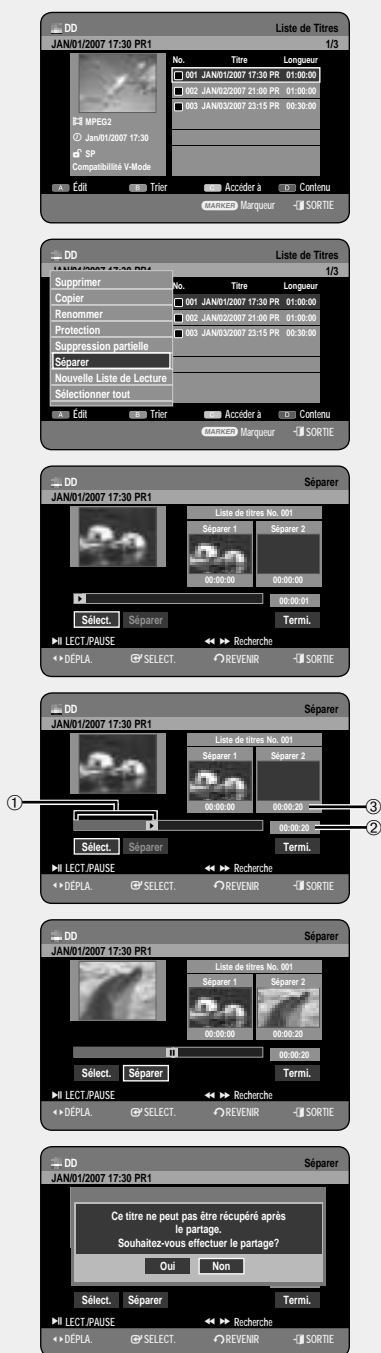 DD Liste de Titres
JAN/01/2007 17:30 PR1 1/3
No. Titre Longueur
001 JAN/01/2007 17:30 PR 01:00:00
002 JAN/02/2007 21:00 PR 01:00:00
003 JAN/03/2007 23:15 PR 00:30:00
MPEG2
Jan/01/2007 17:30
SP
Compatibillité V-Mode
A Édit B Trier C Accéder à D Contenu
MARKER Marqueur SORTIE
DD Liste de Titres
JAN/01/2007 17:30 PR1 1/3
Supprimer
Copier
Renommer
Protection
Suppression partielle
Séparer
Nouvelle Liste de Lecture
Sélectionner tout
No. Titre Longueur
001 JAN/01/2007 17:30 PR 01:00:00
002 JAN/02/2007 21:00 PR 01:00:00
003 JAN/03/2007 23:15 PR 00:30:00
A Édit B Trier C Accéder à D Contenu
MARKER Marqueur SORTIE
DD Séparer
JAN/01/2007 17:30 PR1
Liste de titres No. 001
Séparer 1 Séparer 2
00:00:00 00:00:00
00:00:01
Sélect. Séparer Termi.
LECT./PAUSE Recherche
DÉPLA. SELECT. REVENIR SORTIE
DD Séparer
JAN/01/2007 17:30 PR1
Liste de titres No. 001
Séparer 1 Séparer 2
① 00:00:00 00:00:20 ③
00:00:20 ②
Sélect. Séparer Termi.
LECT./PAUSE Recherche
DÉPLA. SELECT. REVENIR SORTIE
DD Séparer
JAN/01/2007 17:30 PR1
Liste de titres No. 001
Séparer 1 Séparer 2
00:00:00 00:00:20
00:00:20
Sélect. Séparer Termi.
LECT./PAUSE Recherche
DÉPLA. SELECT. REVENIR SORTIE
DD Séparer
JAN/01/2007 17:30 PR1
Ce titre ne peut pas être récupéré après
le partage.
Souhaitez-vous effectuer le partage?
Oui Non
Sélect. Séparer Termi.
LECT./PAUSE Recherche
DÉPLA. SELECT. REVENIR SORTIE